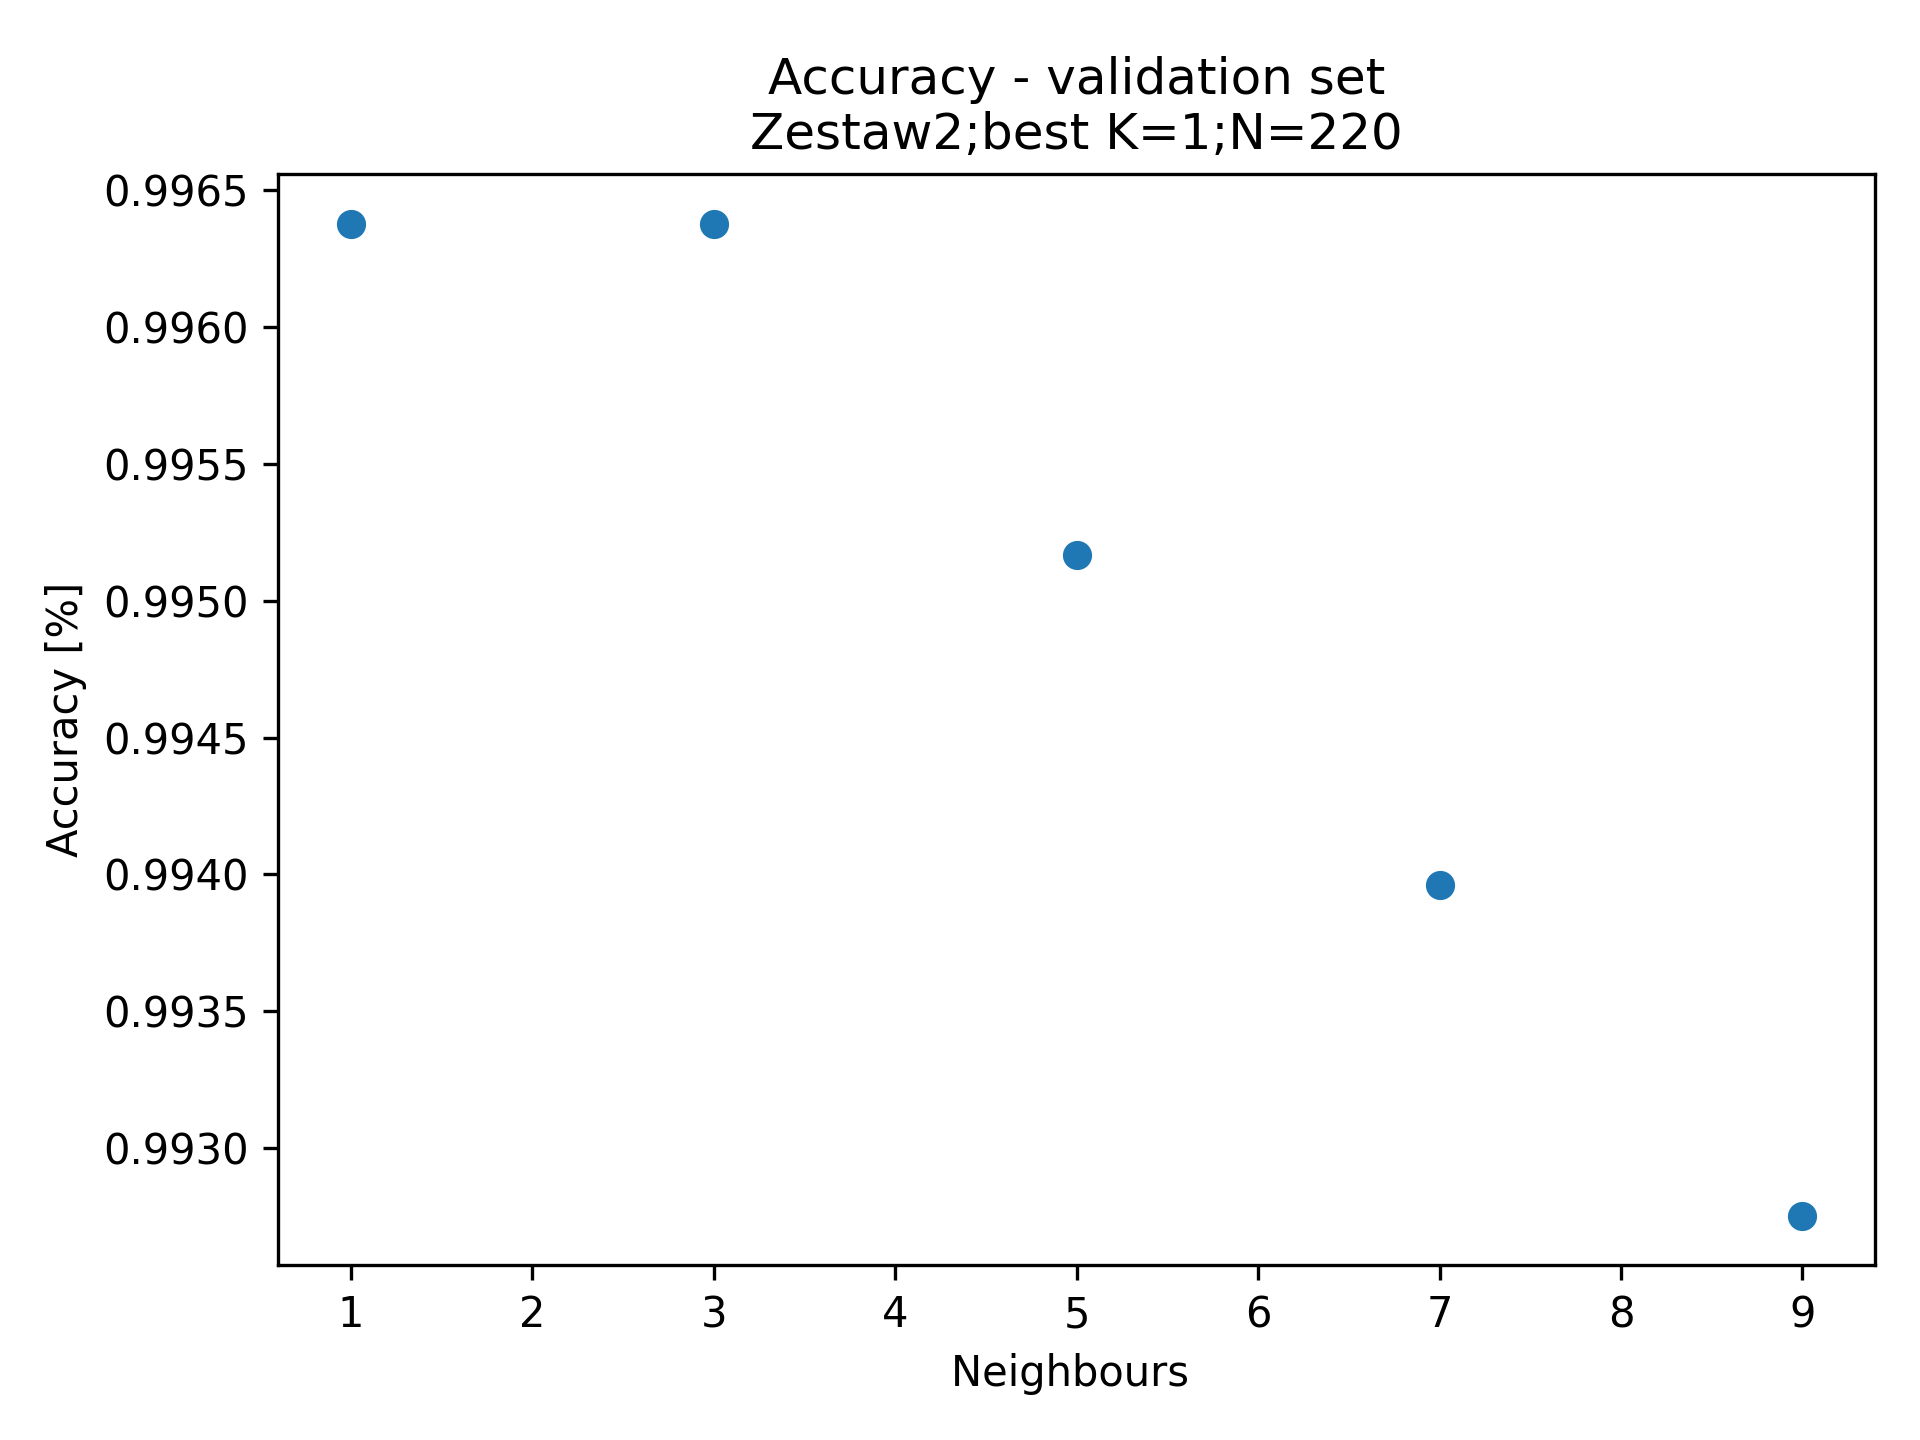 Accuracy - validation set
Zestaw2;best K=1;N=220
0.9965
0.9960
0.9955
0.9950
0.9945
0.9940
0.9935
0.9930
Accuracy [%]
1 2 3 4 5 6 7 8 9
Neighbours